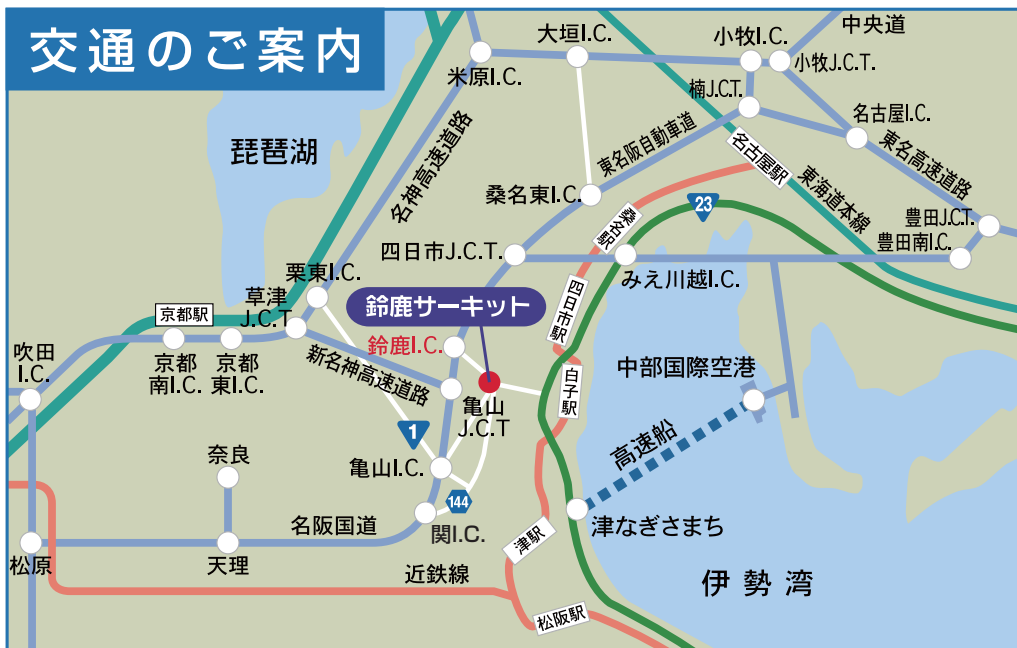 交通のご案内
大垣I.C.
小牧I.C.
中央道
米原I.C.
小牧J.C.T.
楠J.C.T.
名古屋I.C.
琵琶湖
名神高速道路
東名阪自動車道
名古屋駅
東名高速道路
東海道本線
桑名東I.C.
23
桑名駅
豊田J.C.T.
豊田南I.C.
四日市J.C.T.
みえ川越I.C.
栗東I.C.
草津
J.C.T
鈴鹿サーキット
四日市駅
京都駅
鈴鹿I.C.
吹田
I.C.
京都
南I.C.
京都
東I.C.
新名神高速道路
中部国際空港
白子駅
亀山
J.C.T
1
高速船
奈良
亀山I.C.
144
名阪国道
関I.C.
津なぎさまち
松原
天理
津駅
近鉄線
伊勢湾
松阪駅